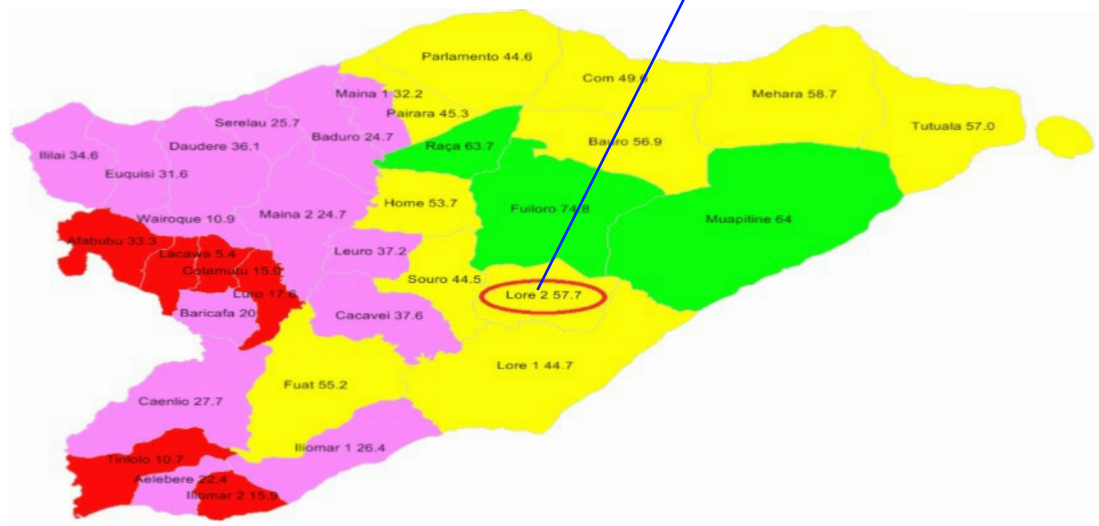 Parlamento 44.6
Com 49.6
Mehara 58.7
Maina 1 32.2
Pairara 45.3
Serelau 25.7
Baduro 24.7
Tutuala 57.0
Daudere 36.1
Raça 63.7
Bauro 56.9
Ililai 34.6
Euquisi 31.6
Home 53.7
Fuiloro 74.8
Wairoque 10.9
Maina 2 24.7
Muapitine 64
Afabubu 33.3
Lacawa 5.4
Leuro 37.2
Cotamutu 15.0
Souro 44.5
Luro 17.6
Lore 2 57.7
Baricafa 20
Cacavei 37.6
Lore 1 44.7
Fuat 55.2
Caenlio 27.7
Iliomar 1 26.4
Tirilolo 10.7
Aelebere 22.4
Iliomar 2 15.9